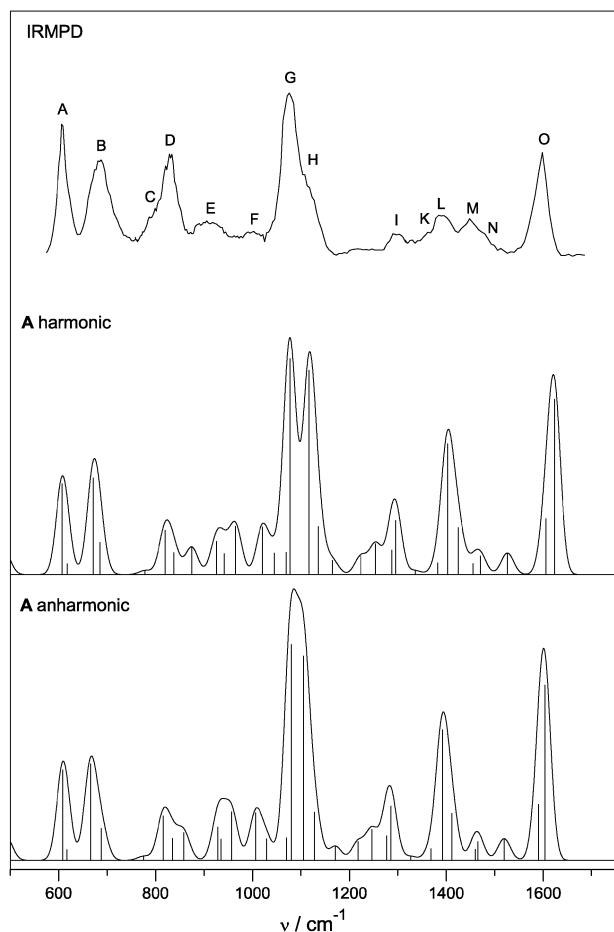 IRMPD
A
B
C
D
E
F
G
H
I
K
L
M
N
O
A harmonic
A anharmonic
600
800
1000
1200
1400
1600
ν / cm⁻¹